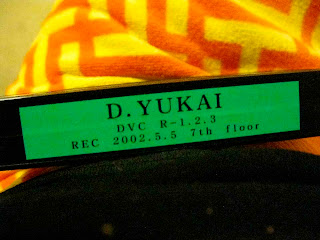 D.YUKAI
DVC R-1.2.3
REC 2002.5.5 7th floor